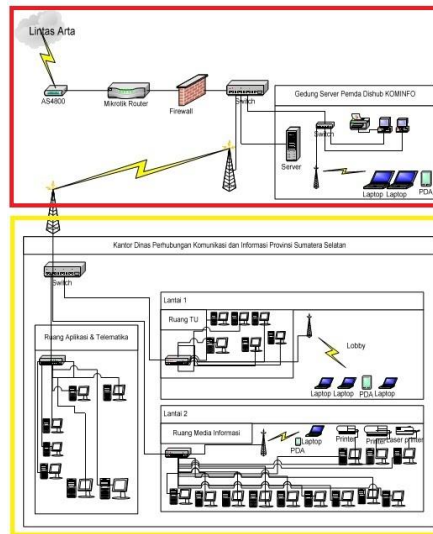 Lintas Arta
AS4800
Mikrotik Router
Firewall
Switch
Gedung Server Pemda Dishub KOMINFO
Switch
Server
Laptop
Laptop
PDA
Kantor Dinas Perhubungan Komunikasi dan Informasi Provinsi Sumatera Selatan
Switch
Lantai 1
Ruang TU
Lobby
Laptop
Laptop
PDA
Laptop
Ruang Aplikasi & Telematika
Lantai 2
Ruang Media Informasi
Laptop
PDA
Printer
Printer
Laser printer